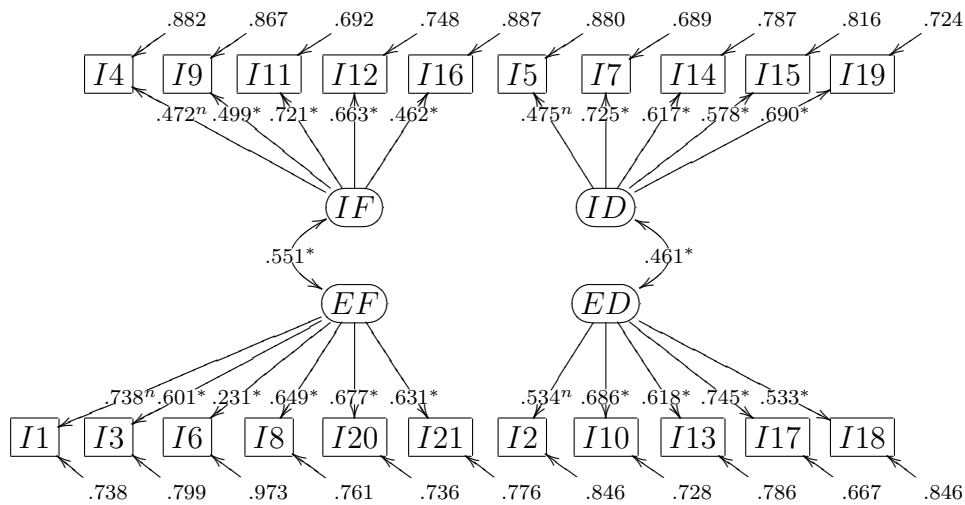 .882 .867 .692 .748 .887 .880 .689 .787 .816 .724
I4 I9 I11 I12 I16 I5 I7 I14 I15 I19
.472ⁿ .499* .721* .663* .462* .475ⁿ .725* .617* .578* .690*
IF ID
.551* .461*
EF ED
.738ⁿ .601* .231* .649* .677* .631* .534ⁿ .686* .618* .745* .533*
I1 I3 I6 I8 I20 I21 I2 I10 I13 I17 I18
.738 .799 .973 .761 .736 .776 .846 .728 .786 .667 .846